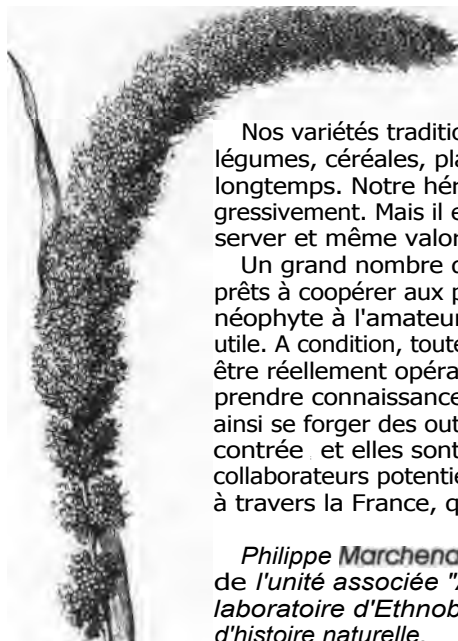 Nos variétés traditio
légumes, céréales, pla
longtemps. Notre hér
gressivement. Mais il e
server et même valor
Un grand nombre d
prêts à coopérer aux p
néophyte à l'amateur
utile. A condition, toute
être réellement opéra
prendre connaissance
ainsi se forger des out
contrée et elles sont
collaborateurs potentie
à travers la France, q
Philippe Marchena
de l'unité associée "A
laboratoire d'Ethnob
d'histoire naturelle.